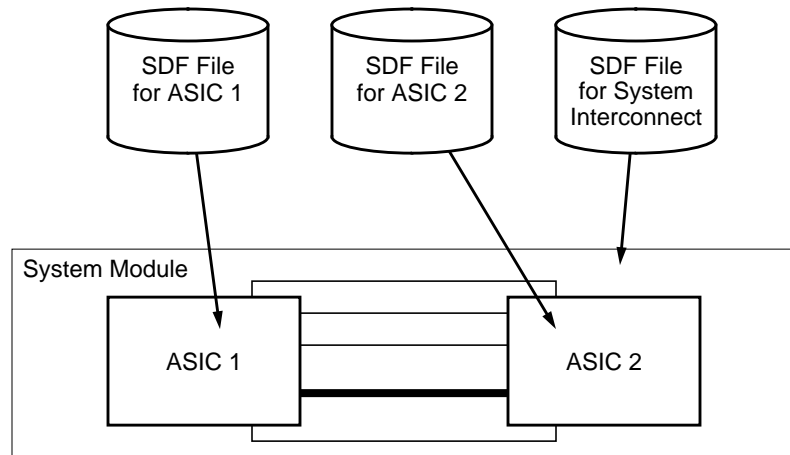 SDF File
for ASIC 1
SDF File
for ASIC 2
SDF File
for System
Interconnect
System Module
ASIC 1
ASIC 2